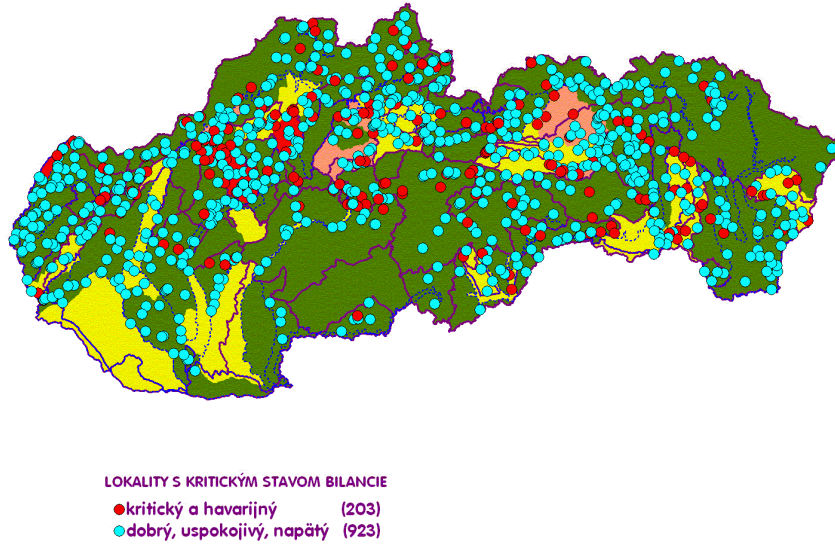 LOKALITY S KRITICKÝM STAVOM BILANCIE
kritický a havarijný (203)
dobrý, uspokojivý, napätý (923)